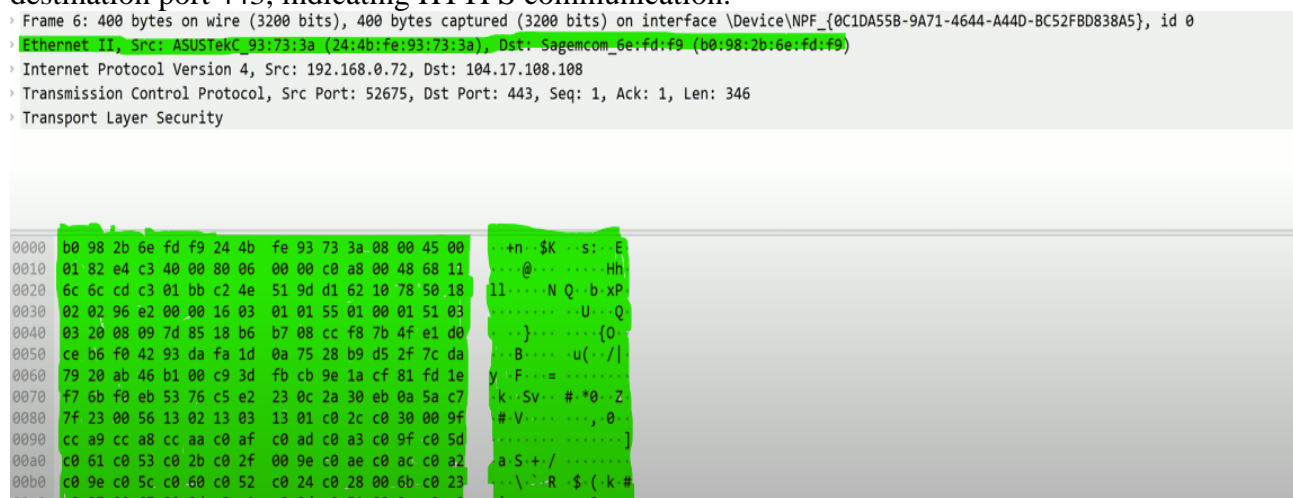 destination port 443, indicating HTTPS communication.
> Frame 6: 400 bytes on wire (3200 bits), 400 bytes captured (3200 bits) on interface \Device\NPF_{0C1DA55B-9A71-4644-A44D-BC52FBD838A5}, id 0
> Ethernet II, Src: ASUSTekC_93:73:3a (24:4b:fe:93:73:3a), Dst: Sagemcom_6e:fd:f9 (b0:98:2b:6e:fd:f9)
> Internet Protocol Version 4, Src: 192.168.0.72, Dst: 104.17.108.108
> Transmission Control Protocol, Src Port: 52675, Dst Port: 443, Seq: 1, Ack: 1, Len: 346
> Transport Layer Security
0000 b0 98 2b 6e fd f9 24 4b fe 93 73 3a 08 00 45 00 ··+n··$K ··s:··E·
0010 01 82 e4 c3 40 00 80 06 00 00 c0 a8 00 48 68 11 ····@··· ·····Hh·
0020 6c 6c cd c3 01 bb c2 4e 51 9d d1 62 10 78 50 18 ll·····N Q··b·xP·
0030 02 02 96 e2 00 00 16 03 01 01 55 01 00 01 51 03 ········ ··U···Q·
0040 03 20 08 09 7d 85 18 b6 b7 08 cc f8 7b 4f e1 d0 · ··}··· ····{O··
0050 ce b6 f0 42 93 da fa 1d 0a 75 28 b9 d5 2f 7c da ···B···· ·u(··/|·
0060 79 20 ab 46 b1 00 c9 3d fb cb 9e 1a cf 81 fd 1e y ·F···= ········
0070 f7 6b f0 eb 53 76 c5 e2 23 0c 2a 30 eb 0a 5a c7 ·k··Sv·· #·*0··Z·
0080 7f 23 00 56 13 02 13 03 13 01 c0 2c c0 30 00 9f ·#·V···· ···,·0··
0090 cc a9 cc a8 cc aa c0 af c0 ad c0 a3 c0 9f c0 5d ········ ·······]
00a0 c0 61 c0 53 c0 2b c0 2f 00 9e c0 ae c0 ac c0 a2 ·a·S·+·/ ········
00b0 c0 9e c0 5c c0 60 c0 52 c0 24 c0 28 00 6b c0 23 ···\·`·R ·$·(·k·#